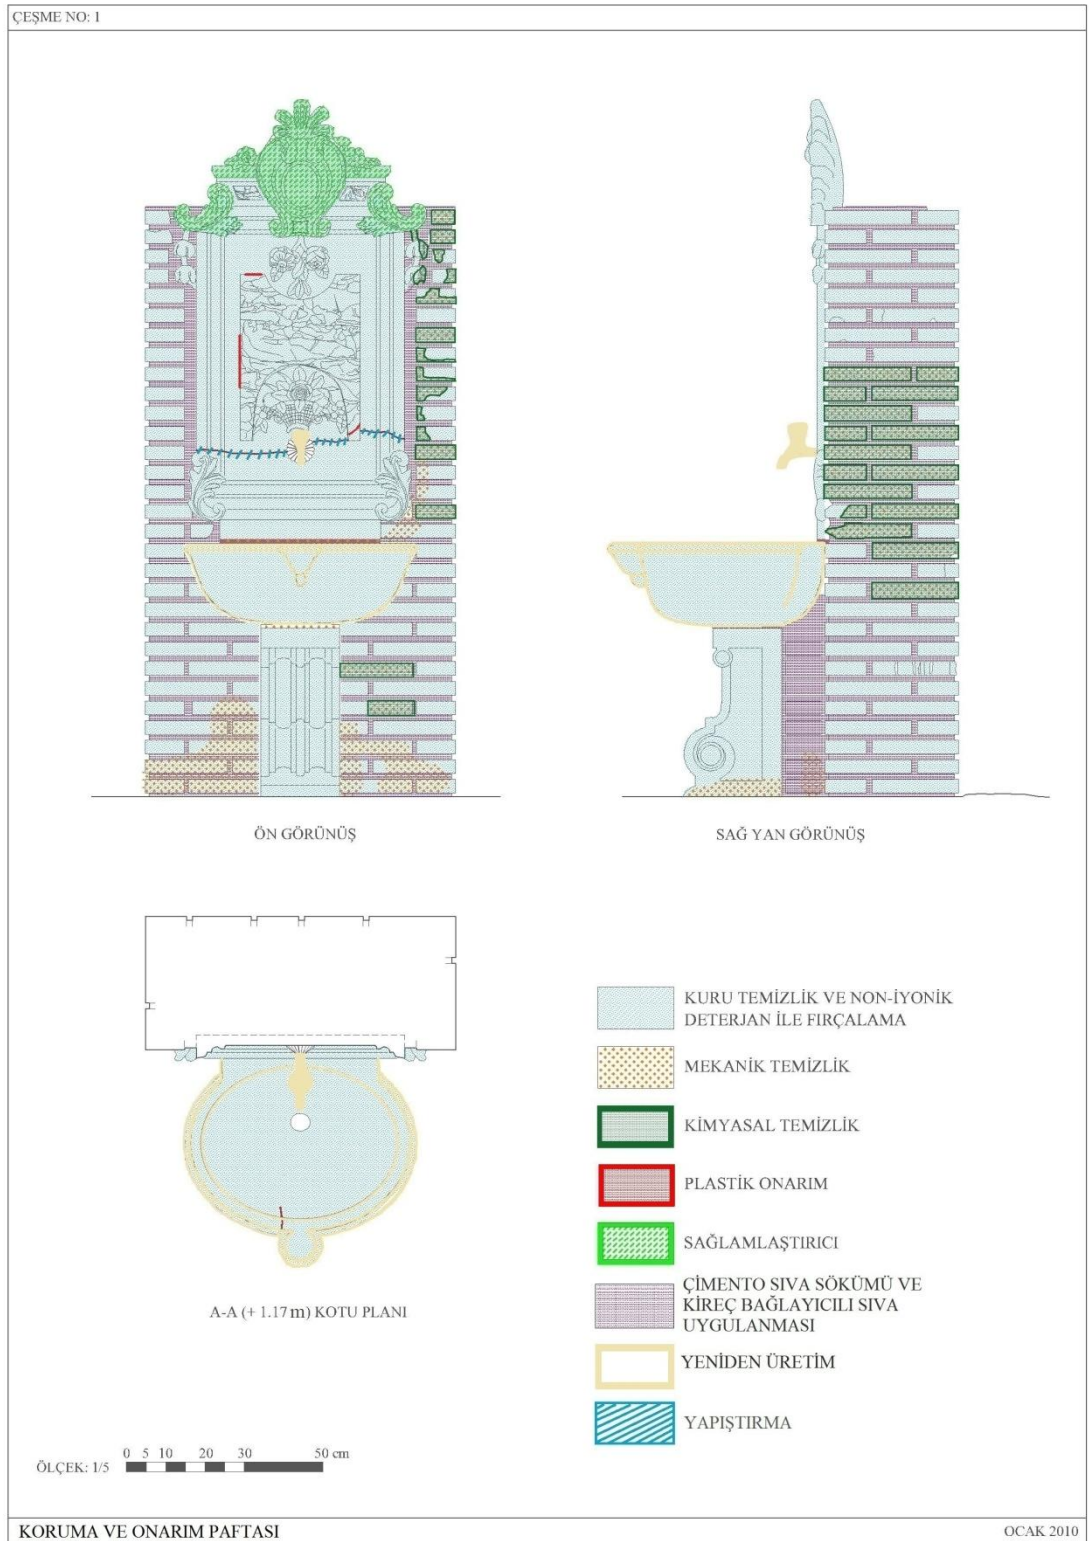 ÇEŞME NO: 1
ÖN GÖRÜNÜŞ
SAĞ YAN GÖRÜNÜŞ
KURU TEMİZLİK VE NON-İYONİK
DETERJAN İLE FIRÇALAMA
MEKANİK TEMİZLİK
KİMYASAL TEMİZLİK
PLASTİK ONARIM
SAĞLAMLAŞTIRICI
ÇİMENTO SIVA SÖKÜMÜ VE
KİREÇ BAĞLAYICILI SIVA
UYGULANMASI
YENİDEN ÜRETİM
YAPIŞTIRMA
A-A (+ 1.17 m) KOTU PLANI
0 5 10 20 30 50 cm
ÖLÇEK: 1/5
KORUMA VE ONARIM PAFTASI
OCAK 2010